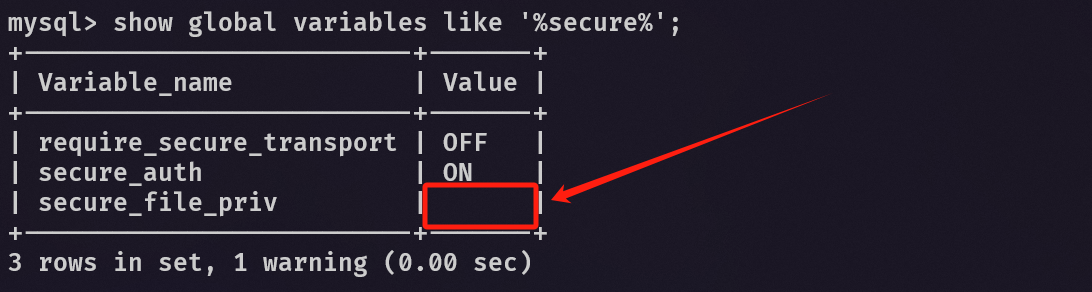 mysql> show global variables like '%secure%';
+--------------------------+-------+
| Variable_name            | Value |
+--------------------------+-------+
| require_secure_transport | OFF   |
| secure_auth              | ON    |
| secure_file_priv         |       |
+--------------------------+-------+
3 rows in set, 1 warning (0.00 sec)